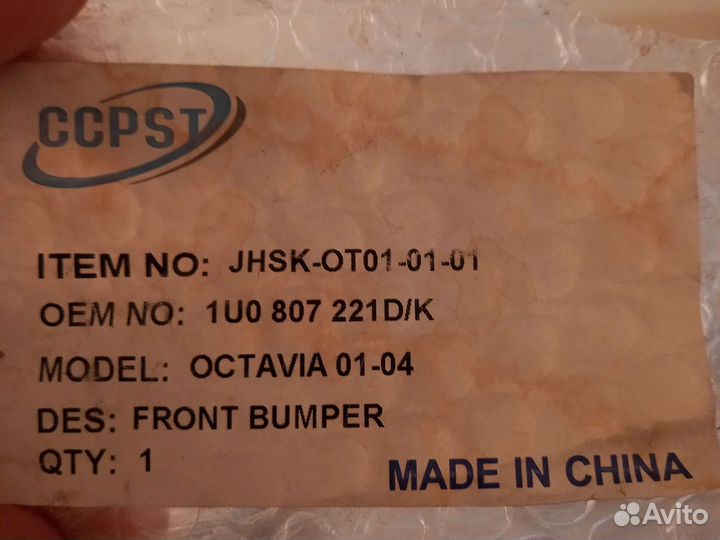 CCPST
ITEM NO: JHSK-OT01-01-01
OEM NO: 1U0 807 221D/K
MODEL: OCTAVIA 01-04
DES: FRONT BUMPER
QTY: 1
MADE IN CHINA
Avito